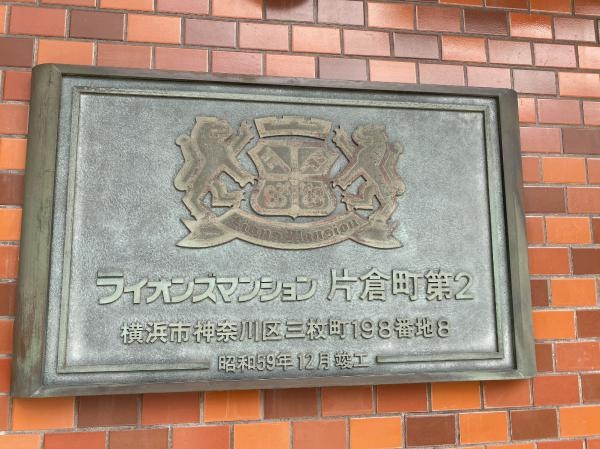 Lions Mansion
ライオンズマンション 片倉町第2
横浜市神奈川区三枚町198番地8
昭和59年12月竣工